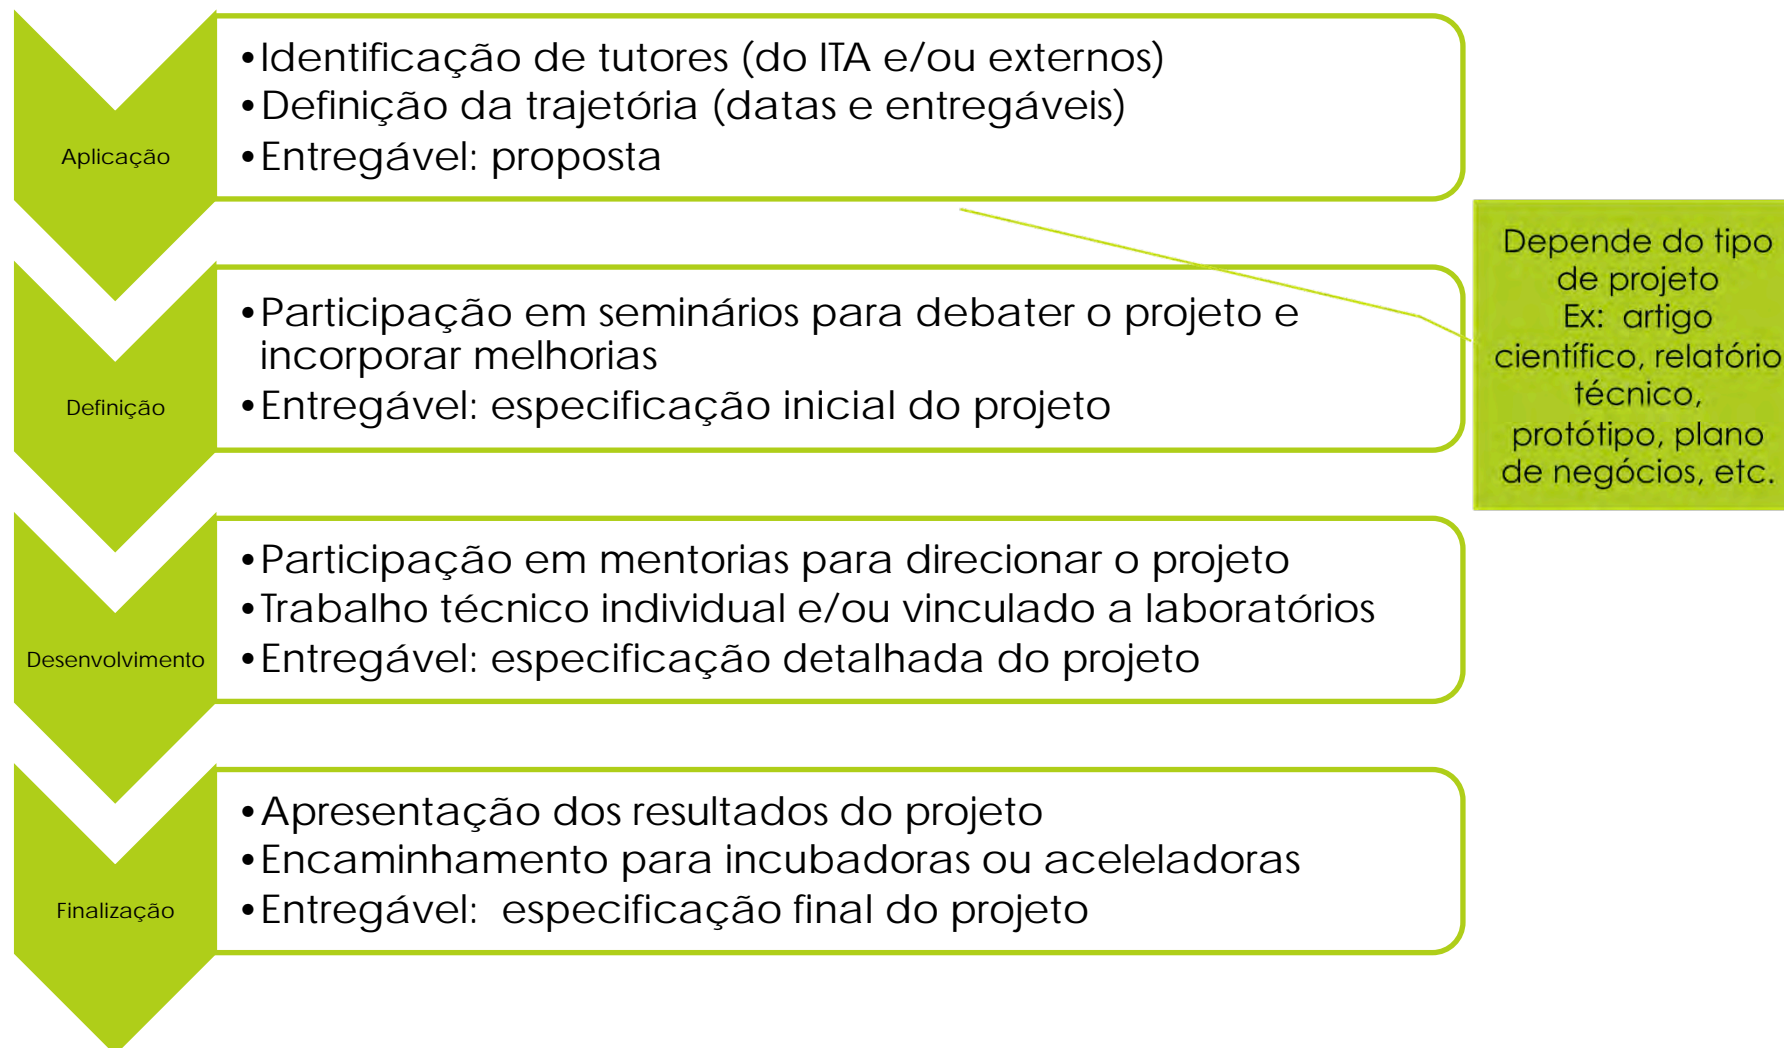 Aplicação
•Identificação de tutores (do ITA e/ou externos)
•Definição da trajetória (datas e entregáveis)
•Entregável: proposta
Depende do tipo
de projeto
Ex:  artigo
científico, relatório
técnico,
protótipo, plano
de negócios, etc.
Definição
•Participação em seminários para debater o projeto e
incorporar melhorias
•Entregável: especificação inicial do projeto
Desenvolvimento
•Participação em mentorias para direcionar o projeto
•Trabalho técnico individual e/ou vinculado a laboratórios
•Entregável: especificação detalhada do projeto
Finalização
•Apresentação dos resultados do projeto
•Encaminhamento para incubadoras ou aceleladoras
•Entregável:  especificação final do projeto